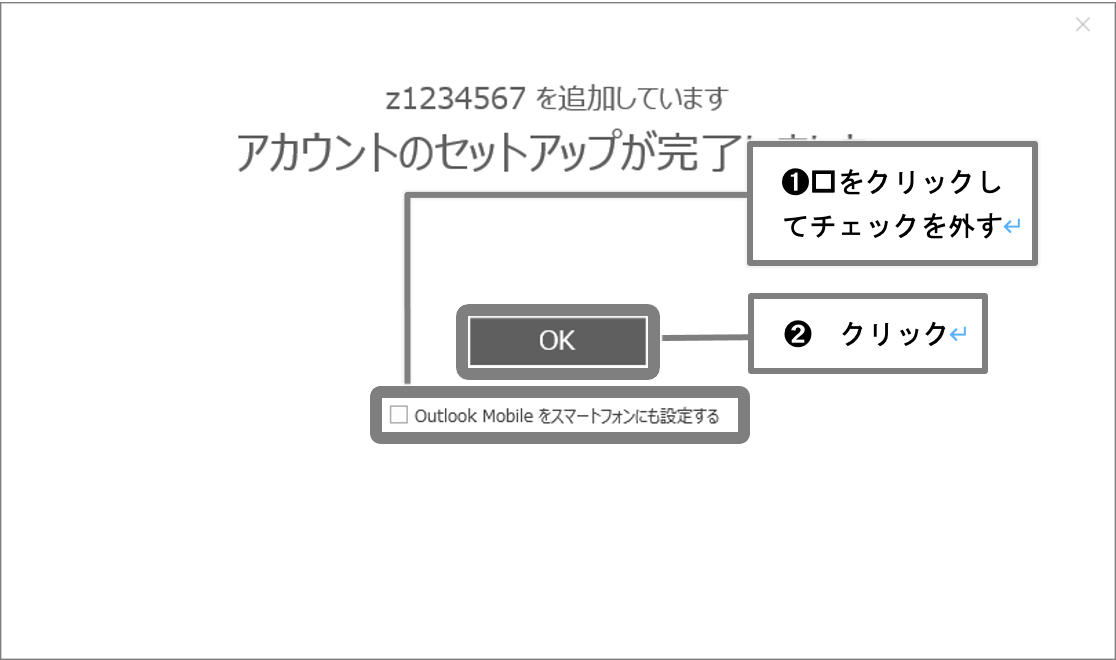 z1234567 を追加しています
アカウントのセットアップが完了
❶□をクリックし
てチェックを外す↵
OK
❷ クリック↵
Outlook Mobile をスマートフォンにも設定する